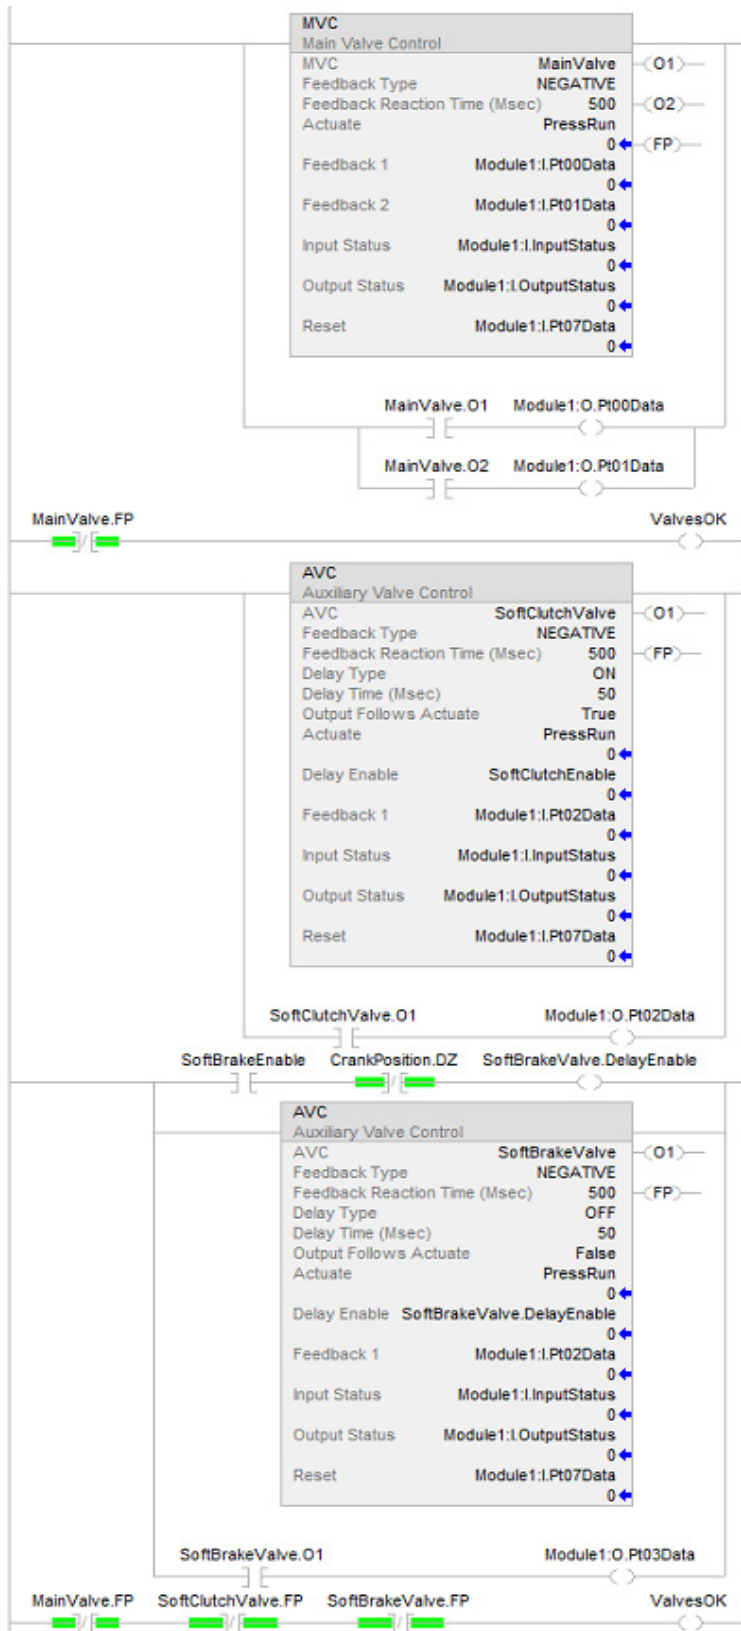 MVC
Main Valve Control
MVC MainValve (O1)
Feedback Type NEGATIVE
Feedback Reaction Time (Msec) 500 (O2)
Actuate PressRun
0 (FP)
Feedback 1 Module1:I.Pt00Data
0
Feedback 2 Module1:I.Pt01Data
0
Input Status Module1:I.InputStatus
0
Output Status Module1:I.OutputStatus
0
Reset Module1:I.Pt07Data
0
MainValve.O1 Module1:O.Pt00Data
MainValve.O2 Module1:O.Pt01Data
MainValve.FP ValvesOK
AVC
Auxiliary Valve Control
AVC SoftClutchValve (O1)
Feedback Type NEGATIVE
Feedback Reaction Time (Msec) 500 (FP)
Delay Type ON
Delay Time (Msec) 50
Output Follows Actuate True
Actuate PressRun
0
Delay Enable SoftClutchEnable
0
Feedback 1 Module1:I.Pt02Data
0
Input Status Module1:I.InputStatus
0
Output Status Module1:I.OutputStatus
0
Reset Module1:I.Pt07Data
0
SoftClutchValve.O1 Module1:O.Pt02Data
SoftBrakeEnable CrankPosition.DZ SoftBrakeValve.DelayEnable
AVC
Auxiliary Valve Control
AVC SoftBrakeValve (O1)
Feedback Type NEGATIVE
Feedback Reaction Time (Msec) 500 (FP)
Delay Type OFF
Delay Time (Msec) 50
Output Follows Actuate False
Actuate PressRun
0
Delay Enable SoftBrakeValve.DelayEnable
0
Feedback 1 Module1:I.Pt02Data
0
Input Status Module1:I.InputStatus
0
Output Status Module1:I.OutputStatus
0
Reset Module1:I.Pt07Data
0
SoftBrakeValve.O1 Module1:O.Pt03Data
MainValve.FP SoftClutchValve.FP SoftBrakeValve.FP ValvesOK